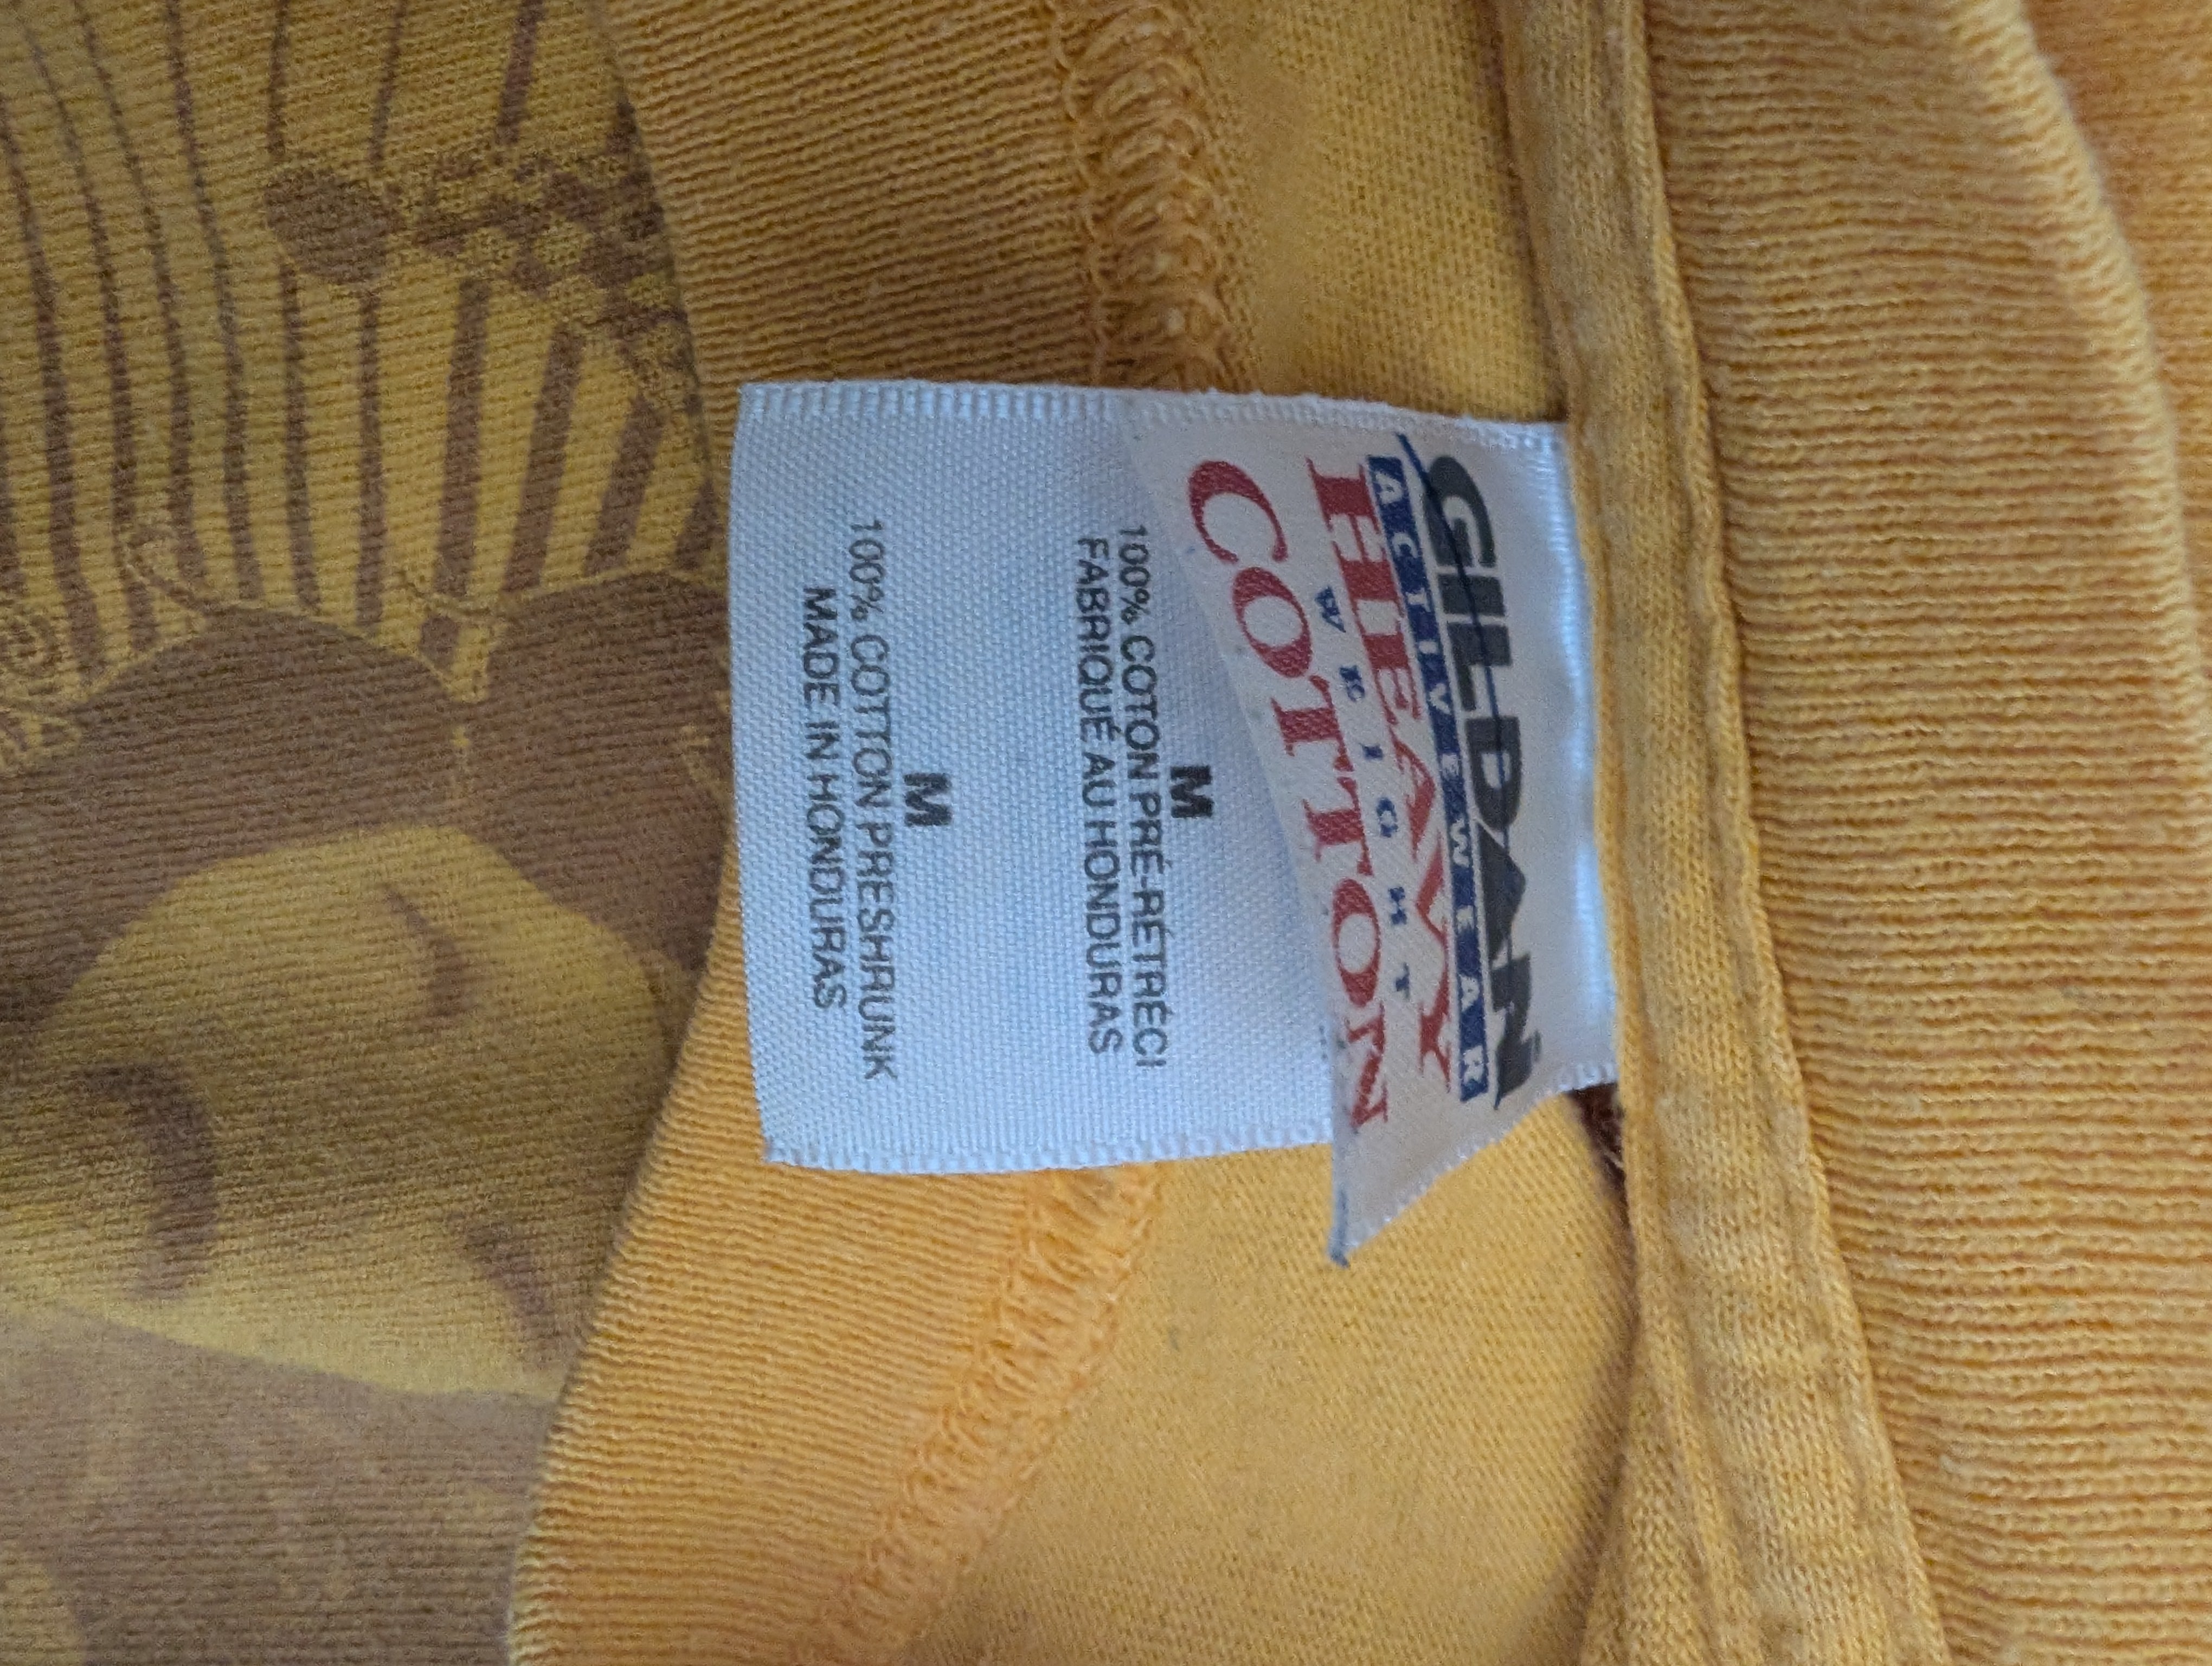 GILDAN
ACTIVEWEAR
HEAVY
WEIGHT
COTTON
M
100% COTON PRÉ-RÉTRÉCI
FABRIQUÉ AU HONDURAS
M
100% COTTON PRESHRUNK
MADE IN HONDURAS